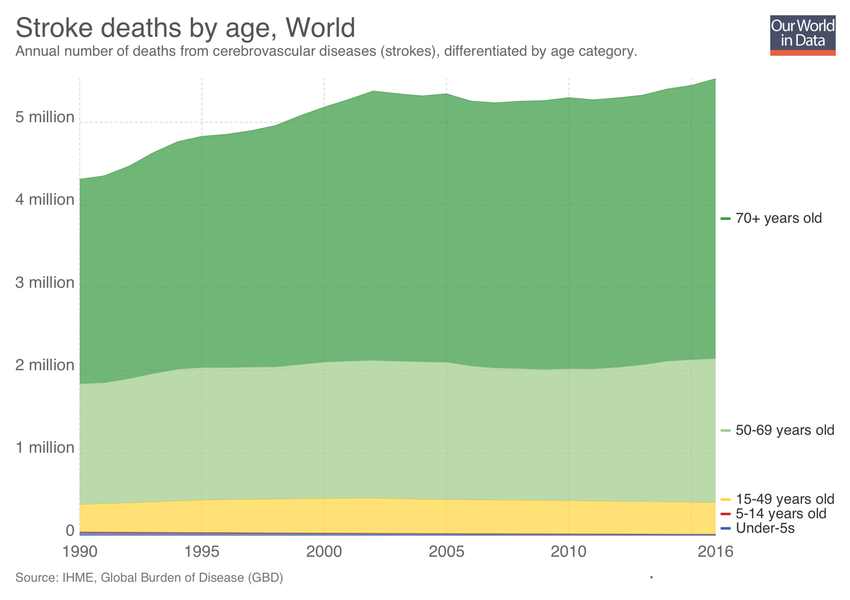 Stroke deaths by age, World
Annual number of deaths from cerebrovascular diseases (strokes), differentiated by age category.
Our World
in Data
5 million
4 million
3 million
2 million
1 million
0
1990
1995
2000
2005
2010
2016
70+ years old
50-69 years old
15-49 years old
5-14 years old
Under-5s
Source: IHME, Global Burden of Disease (GBD)